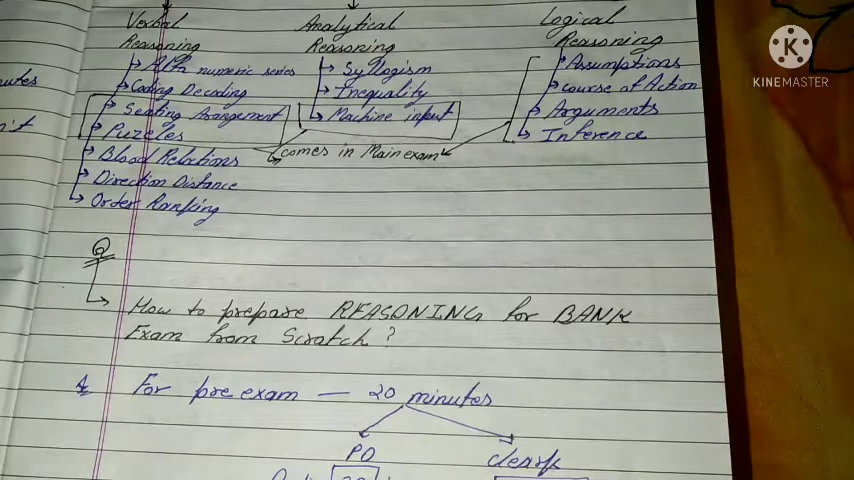 Verbal
Reasoning
Alpha numeric series
Coding Decoding
Seating Arrangement
Puzzles
Blood Relations
Direction Distance
Order Ranking
Analytical
Reasoning
Syllogism
Inequality
Machine input
Logical
Reasoning
Assumptions
course of Action
Arguments
Inference
comes in Main exam
Q
How to prepare REASONING for BANK
Exam from Scratch?
For pre exam — 20 minutes
PO
clerk
K
KINEMASTER